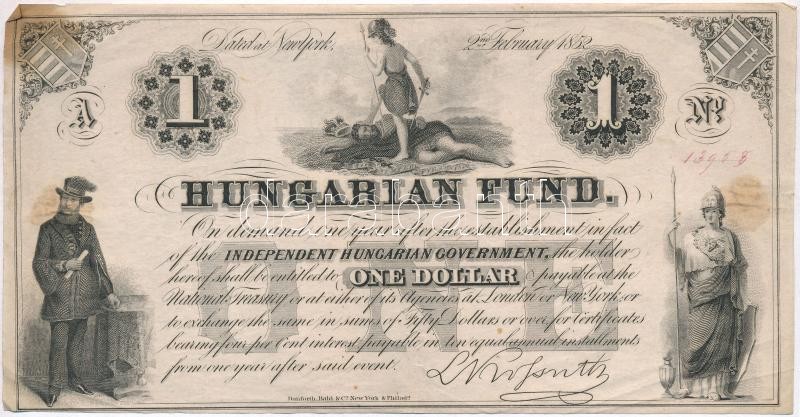 Dated at New York, 2nd February 1852
1
1
A
No
13958
HUNGARIAN FUND.
On demand one year after the establishment in fact
of the INDEPENDENT HUNGARIAN GOVERNMENT, the holder
hereof shall be entitled to ONE DOLLAR payable at the
National Treasury or at either of its Agencies at London or New York, or
to exchange the same in sums of Fifty Dollars or over for Certificates
bearing four per Cent interest payable in ten equal annual installments
from one year after said event.
L Kossuth
Danforth, Bald & Co. New York & Philada.
ONE